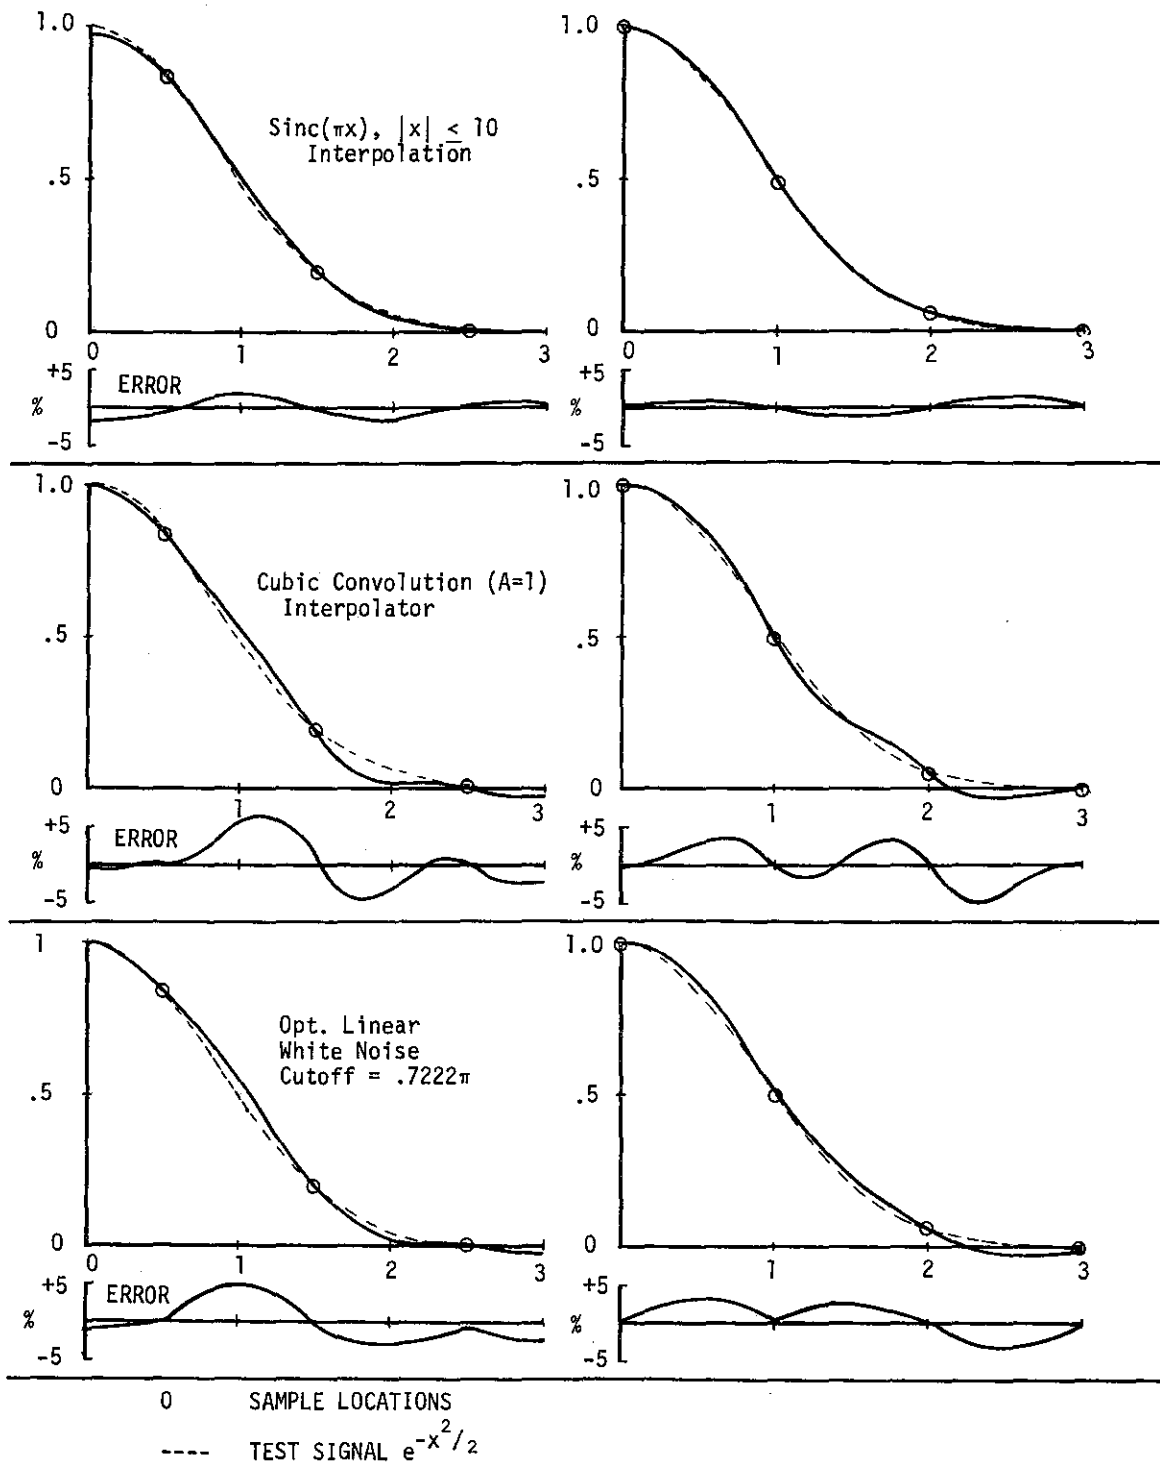 1.0
.5
0
0 1 2 3
Sinc(πx), |x| ≤ 10
Interpolation
1.0
.5
0
0 1 2 3
+5
%
-5
ERROR
+5
%
-5
1.0
.5
0
1 2 3
Cubic Convolution (A=1)
Interpolator
1.0
.5
0
1 2 3
+5
%
-5
ERROR
+5
%
-5
1
.5
0
0 1 2 3
Opt. Linear
White Noise
Cutoff = .7222π
1.0
.5
0
1 2 3
+5
%
-5
ERROR
+5
%
-5
O SAMPLE LOCATIONS
---- TEST SIGNAL e^-x^2/2